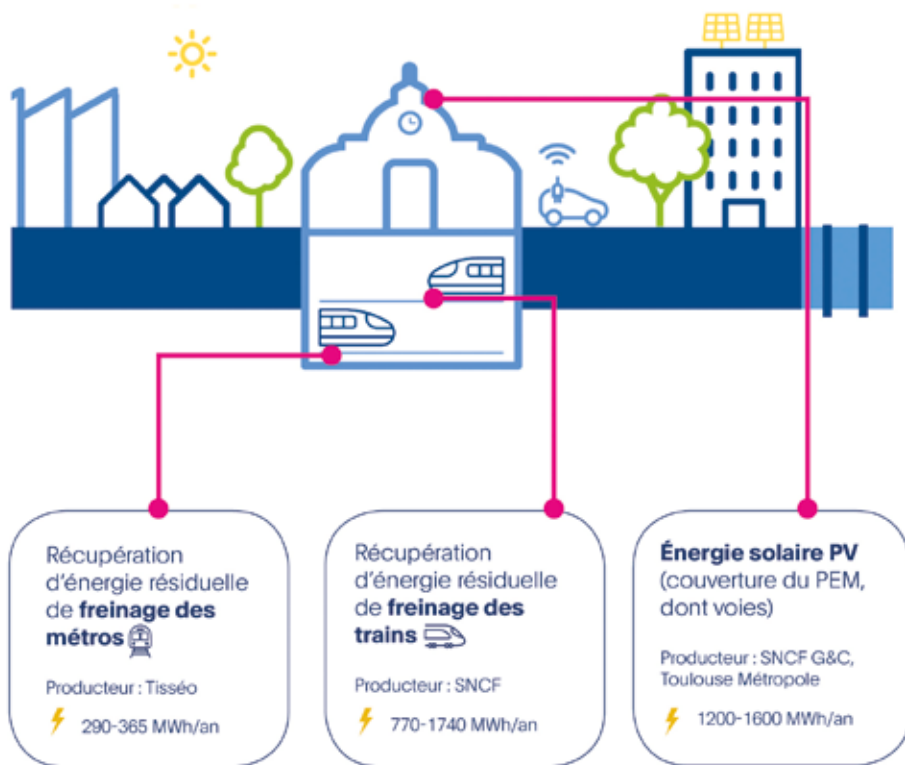 Récupération
d'énergie résiduelle
de freinage des
métros
Producteur : Tisséo
290-365 MWh/an
Récupération
d'énergie résiduelle
de freinage des
trains
Producteur : SNCF
770-1740 MWh/an
Énergie solaire PV
(couverture du PEM,
dont voies)
Producteur : SNCF G&C,
Toulouse Métropole
1200-1600 MWh/an